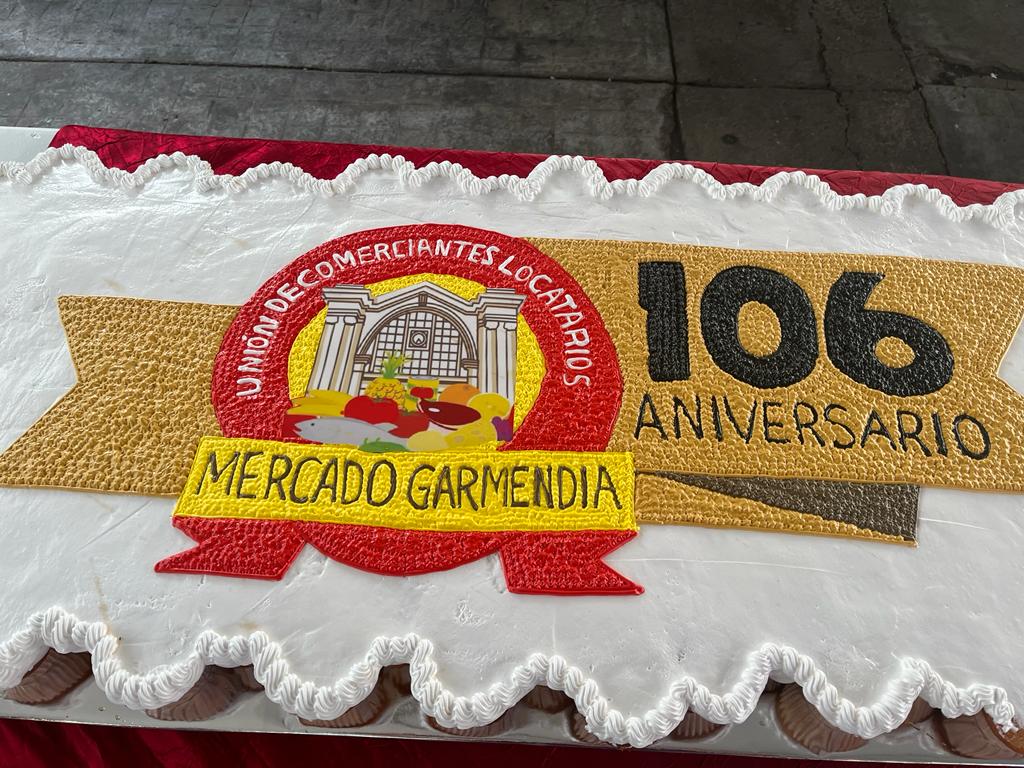 UNIÓN DE COMERCIANTES LOCATARIOS
MERCADO GARMENDIA
106
ANIVERSARIO